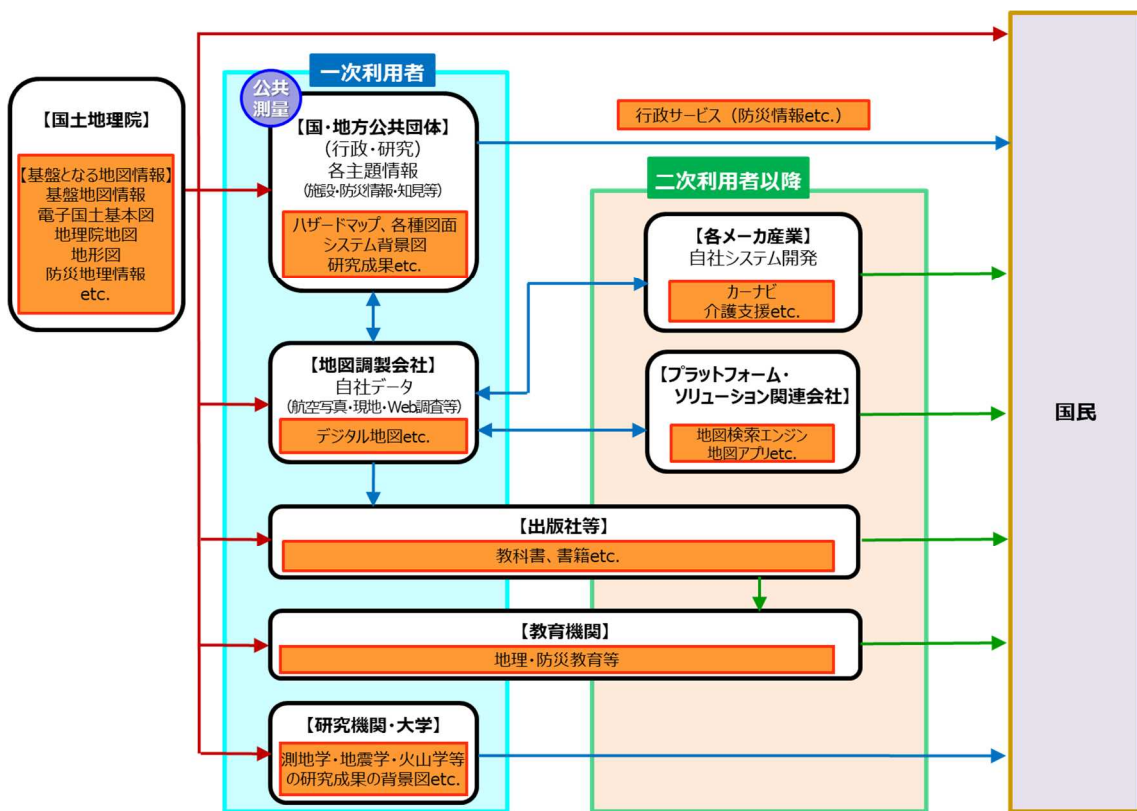 【国土地理院】
【基盤となる地図情報】
基盤地図情報
電子国土基本図
地理院地図
地形図
防災地理情報
etc.
一次利用者
公共
測量
【国・地方公共団体】
(行政・研究)
各主題情報
(施設・防災情報・知見等)
ハザードマップ、各種図面
システム背景図
研究成果etc.
【地図調製会社】
自社データ
(航空写真・現地・Web調査等)
デジタル地図etc.
行政サービス（防災情報etc.）
二次利用者以降
【各メーカ産業】
自社システム開発
カーナビ
介護支援etc.
【プラットフォーム・
ソリューション関連会社】
地図検索エンジン
地図アプリetc.
【出版社等】
教科書、書籍etc.
【教育機関】
地理・防災教育等
【研究機関・大学】
測地学・地震学・火山学等
の研究成果の背景図etc.
国民